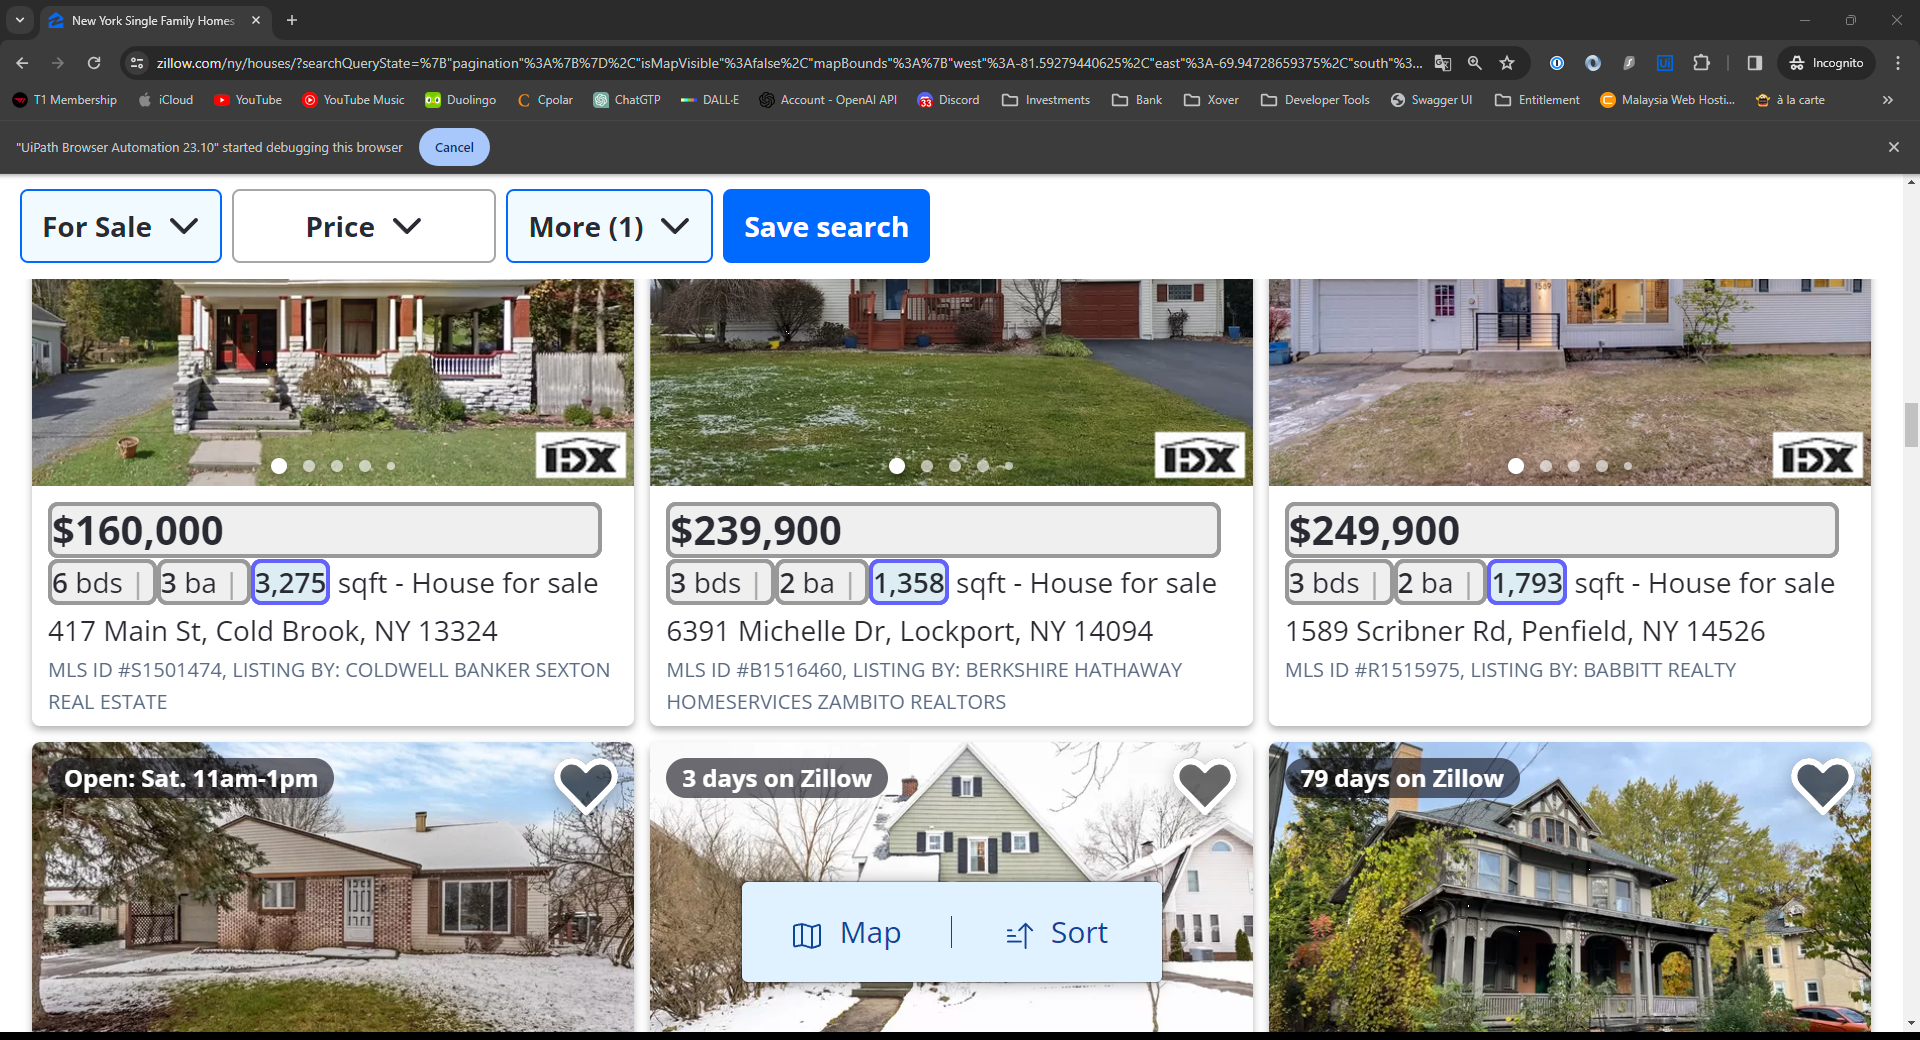 New York Single Family Homes
zillow.com/ny/houses/?searchQueryState=%7B"pagination"%3A%7B%7D%2C"isMapVisible"%3Afalse%2C"mapBounds"%3A%7B"west"%3A-81.59279440625%2C"east"%3A-69.94728659375%2C"south"%3...
Incognito
T1 Membership iCloud YouTube YouTube Music Duolingo Cpolar ChatGTP DALL·E Account - OpenAI API Discord Investments Bank Xover Developer Tools Swagger UI Entitlement Malaysia Web Hosti... à la carte
"UiPath Browser Automation 23.10" started debugging this browser Cancel
For Sale Price More (1) Save search
1589
IDX IDX IDX
$160,000
6 bds | 3 ba | 3,275 sqft - House for sale
417 Main St, Cold Brook, NY 13324
MLS ID #S1501474, LISTING BY: COLDWELL BANKER SEXTON
REAL ESTATE
$239,900
3 bds | 2 ba | 1,358 sqft - House for sale
6391 Michelle Dr, Lockport, NY 14094
MLS ID #B1516460, LISTING BY: BERKSHIRE HATHAWAY
HOMESERVICES ZAMBITO REALTORS
$249,900
3 bds | 2 ba | 1,793 sqft - House for sale
1589 Scribner Rd, Penfield, NY 14526
MLS ID #R1515975, LISTING BY: BABBITT REALTY
Open: Sat. 11am-1pm
3 days on Zillow
79 days on Zillow
Map Sort